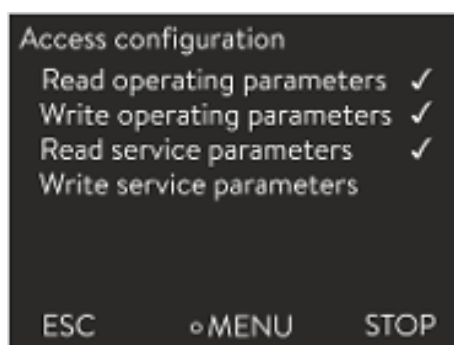 Access configuration
Read operating parameters ✓
Write operating parameters ✓
Read service parameters ✓
Write service parameters
ESC ∘MENU STOP